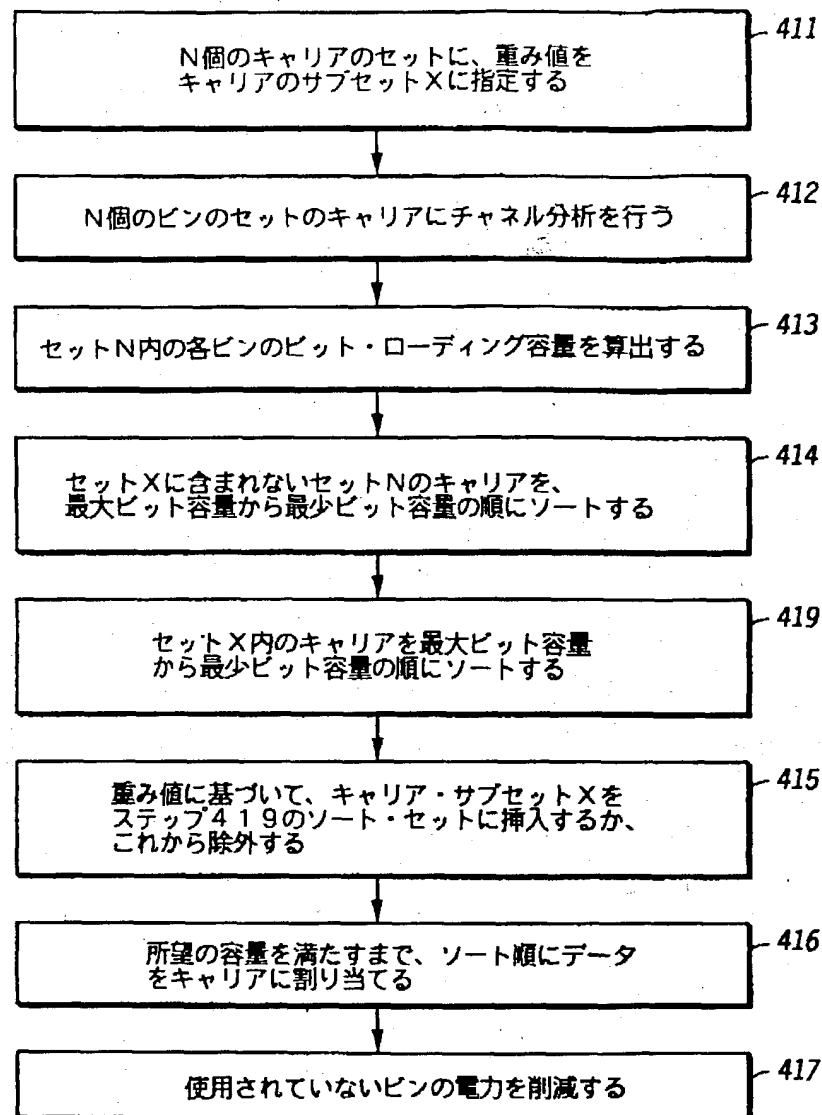 411
N個のキャリアのセットに、重み値を
キャリアのサブセットXに指定する
412
N個のビンのセットのキャリアにチャネル分析を行う
413
セットN内の各ビンのビット・ローディング容量を算出する
414
セットXに含まれないセットNのキャリアを、
最大ビット容量から最少ビット容量の順にソートする
419
セットX内のキャリアを最大ビット容量
から最少ビット容量の順にソートする
415
重み値に基づいて、キャリア・サブセットXを
ステップ419のソート・セットに挿入するか、
これから除外する
416
所望の容量を満たすまで、ソート順にデータ
をキャリアに割り当てる
417
使用されていないビンの電力を削減する